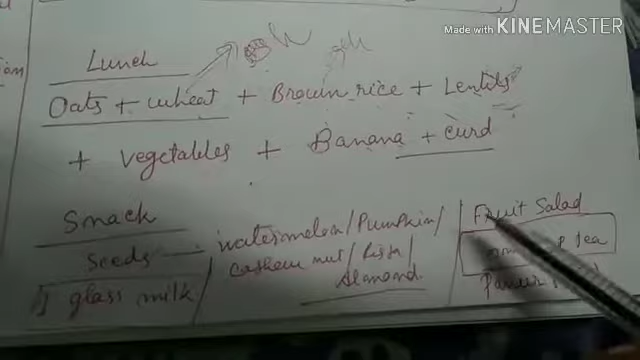 Made with KINEMASTER
Lunch
Oats + wheat + Brown rice + Lentils
+ vegetables + Banana + curd
Snack
Seeds — watermelon / Pumpkin /
cashew nut / / Almond
1 glass milk /
Fruit Salad
tea